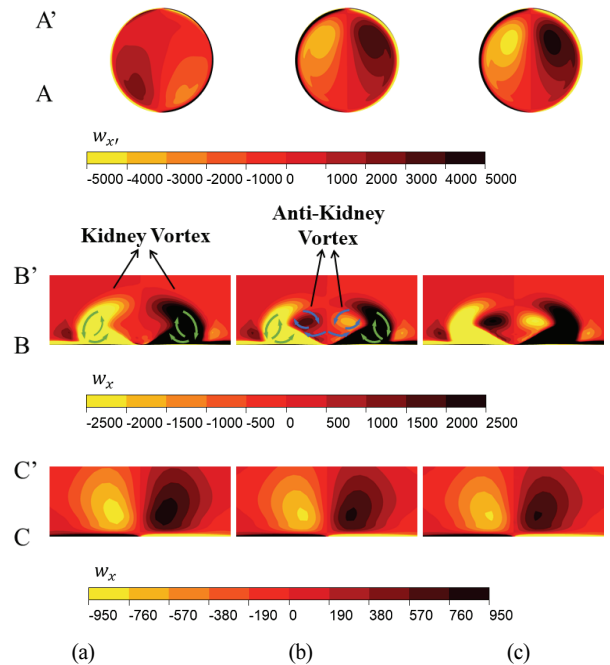 A'
A
w_{x'}
-5000 -4000 -3000 -2000 -1000 0 1000 2000 3000 4000 5000
Anti-Kidney
Vortex
Kidney Vortex
B'
B
w_x
-2500 -2000 -1500 -1000 -500 0 500 1000 1500 2000 2500
C'
C
w_x
-950 -760 -570 -380 -190 0 190 380 570 760 950
(a) (b) (c)